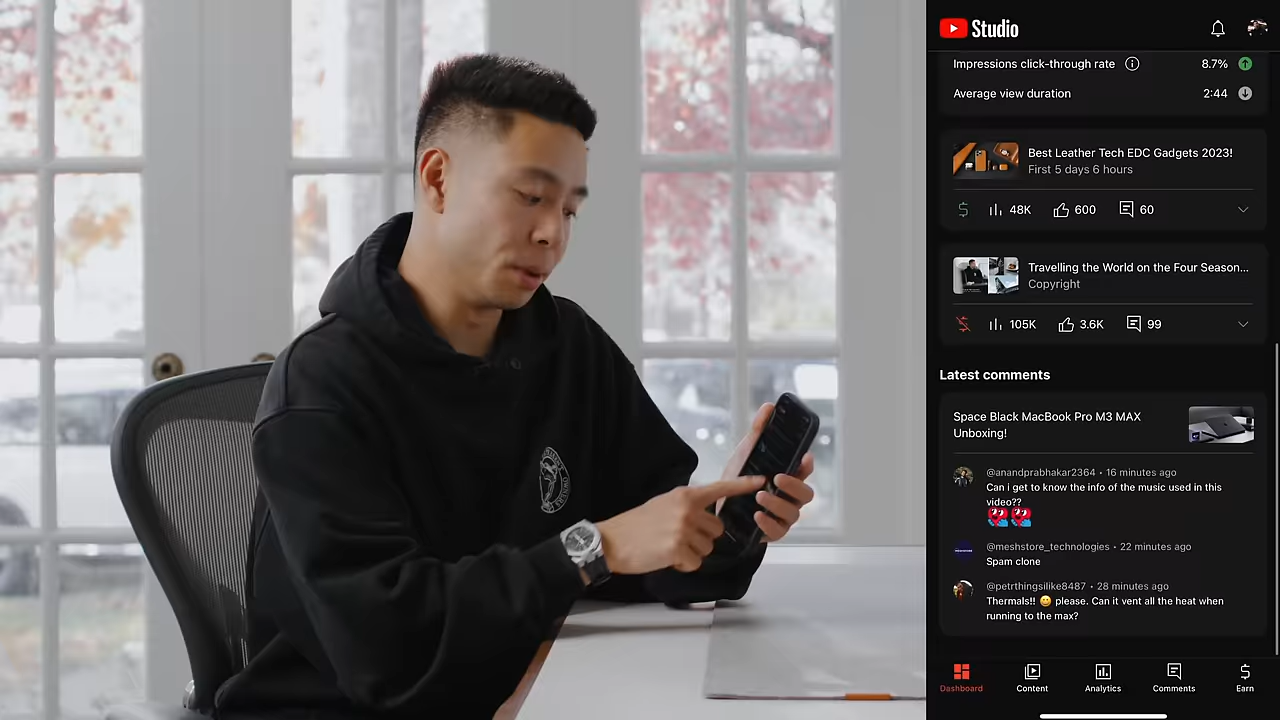 Studio
Impressions click-through rate 8.7%
Average view duration 2:44
Best Leather Tech EDC Gadgets 2023!
First 5 days 6 hours
48K 600 60
Travelling the World on the Four Season...
Copyright
105K 3.6K 99
Latest comments
Space Black MacBook Pro M3 MAX
Unboxing!
@anandprabhakar2364 • 16 minutes ago
Can i get to know the info of the music used in this
video??
@meshstore_technologies • 22 minutes ago
Spam clone
@petrthingsilike8487 • 28 minutes ago
Thermals!! 😄 please. Can it vent all the heat when
running to the max?
Dashboard Content Analytics Comments Earn